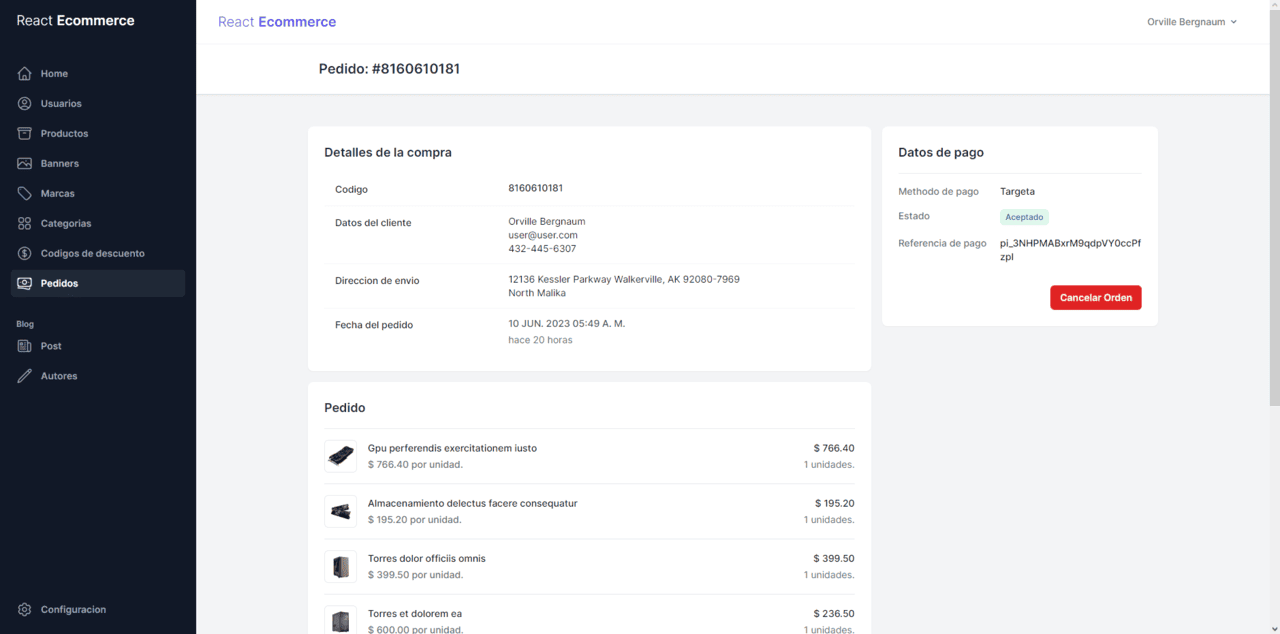 React Ecommerce
Home
Usuarios
Productos
Banners
Marcas
Categorias
Codigos de descuento
Pedidos
Blog
Post
Autores
Configuracion
React Ecommerce
Orville Bergnaum
Pedido: #8160610181
Detalles de la compra
Codigo 8160610181
Datos del cliente Orville Bergnaum
user@user.com
432-445-6307
Direccion de envio 12136 Kessler Parkway Walkerville, AK 92080-7969
North Malika
Fecha del pedido 10 JUN. 2023 05:49 A. M.
hace 20 horas
Datos de pago
Methodo de pago Targeta
Estado Aceptado
Referencia de pago pi_3NHPMABxrM9qdpVY0ccPf
zpl
Cancelar Orden
Pedido
Gpu perferendis exercitationem iusto $ 766.40
$ 766.40 por unidad. 1 unidades.
Almacenamiento delectus facere consequatur $ 195.20
$ 195.20 por unidad. 1 unidades.
Torres dolor officiis omnis $ 399.50
$ 399.50 por unidad. 1 unidades.
Torres et dolorem ea $ 236.50
$ 600.00 por unidad. 1 unidades.